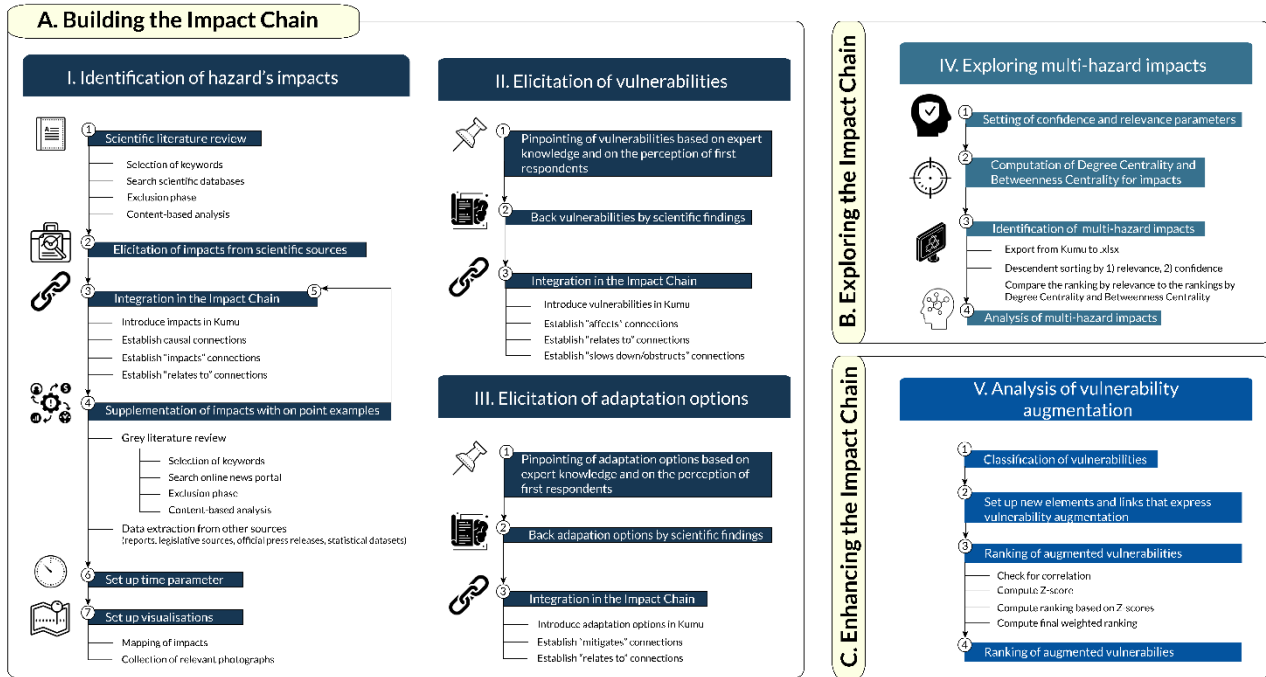 A. Building the Impact Chain
I. Identification of hazard's impacts
1
Scientific literature review
Selection of keywords
Search scientific databases
Exclusion phase
Content-based analysis
2
Elicitation of impacts from scientific sources
3
Integration in the Impact Chain
5
Introduce impacts in Kumu
Establish causal connections
Establish "impacts" connections
Establish "relates to" connections
4
Supplementation of impacts with on point examples
Grey literature review
Selection of keywords
Search online news portal
Exclusion phase
Content-based analysis
Data extraction from other sources
(reports, legislative sources, official press releases, statistical datasets)
6
Set up time parameter
7
Set up visualisations
Mapping of impacts
Collection of relevant photographs
II. Elicitation of vulnerabilities
1
Pinpointing of vulnerabilities based on expert
knowledge and on the perception of first
respondents
2
Back vulnerabilities by scientific findings
3
Integration in the Impact Chain
Introduce vulnerabilities in Kumu
Establish "affects" connections
Establish "relates to" connections
Establish "slows down/obstructs" connections
III. Elicitation of adaptation options
1
Pinpointing of adaptation options based on
expert knowledge and on the perception of
first respondents
2
Back adapation options by scientific findings
3
Integration in the Impact Chain
Introduce adaptation options in Kumu
Establish "mitigates" connections
Establish "relates to" connections
B. Exploring the Impact Chain
IV. Exploring multi-hazard impacts
1
Setting of confidence and relevance parameters
2
Computation of Degree Centrality and
Betweenness Centrality for impacts
3
Identification of multi-hazard impacts
Export from Kumu to .xlsx
Descendent sorting by 1) relevance, 2) confidence
Compare the ranking by relevance to the rankings by
Degree Centrality and Betweenness Centrality
4
Analysis of multi-hazard impacts
C. Enhancing the Impact Chain
V. Analysis of vulnerability
augmentation
1
Classification of vulnerabilities
2
Set up new elements and links that express
vulnerability augmentation
3
Ranking of augmented vulnerabilities
Check for correlation
Compute Z-score
Compute ranking based on Z-scores
Compute final weighted ranking
4
Ranking of augmented vulnerabilies